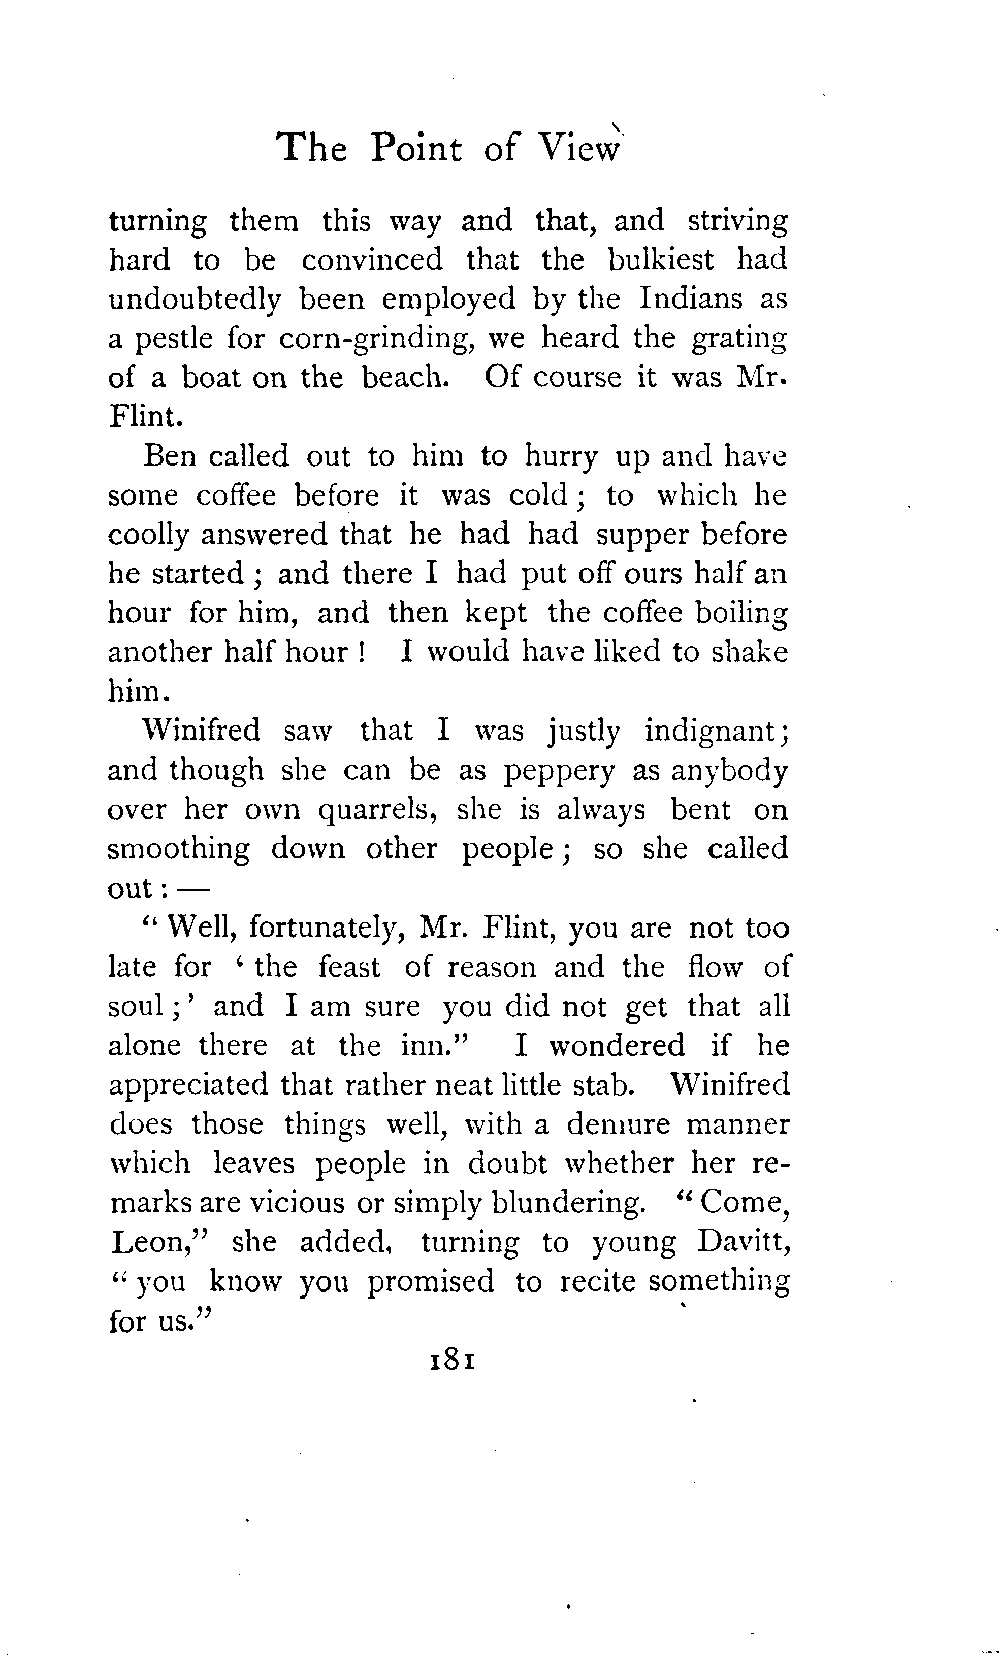 The Point of View
turning them this way and that, and striving
hard to be convinced that the bulkiest had
undoubtedly been employed by the Indians as
a pestle for corn-grinding, we heard the grating
of a boat on the beach. Of course it was Mr.
Flint.
Ben called out to him to hurry up and have
some coffee before it was cold ; to which he
coolly answered that he had had supper before
he started ; and there I had put off ours half an
hour for him, and then kept the coffee boiling
another half hour ! I would have liked to shake
him.
Winifred saw that I was justly indignant ;
and though she can be as peppery as anybody
over her own quarrels, she is always bent on
smoothing down other people ; so she called
out : —
“ Well, fortunately, Mr. Flint, you are not too
late for ‘ the feast of reason and the flow of
soul ; ’ and I am sure you did not get that all
alone there at the inn.” I wondered if he
appreciated that rather neat little stab. Winifred
does those things well, with a demure manner
which leaves people in doubt whether her re-
marks are vicious or simply blundering. “ Come,
Leon,” she added, turning to young Davitt,
“ you know you promised to recite something
for us.”
181